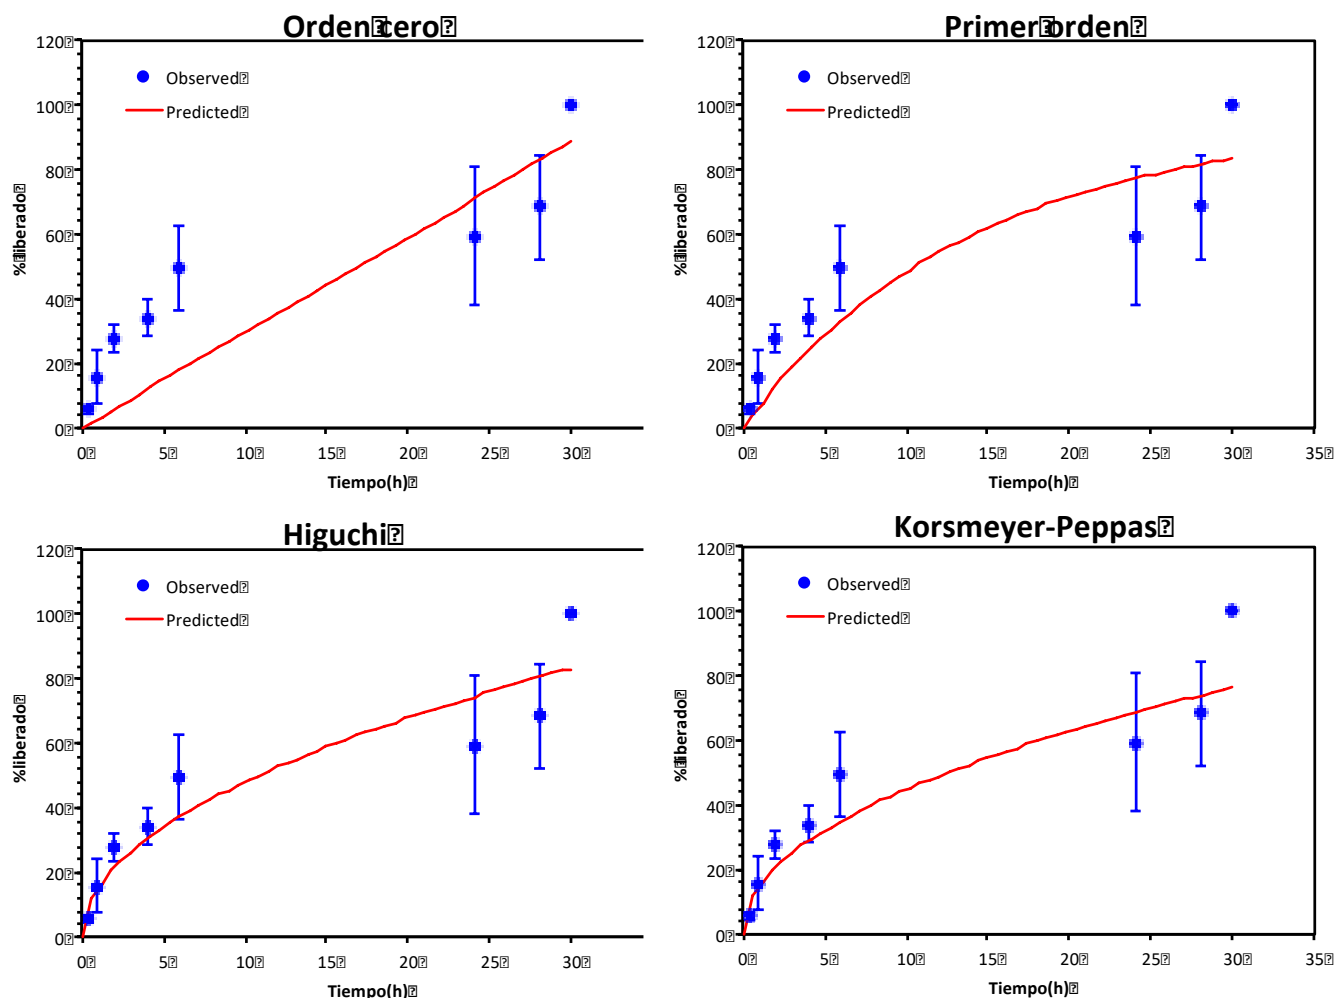 Orden cero
120
100
80
60
40
20
0
%liberado
Observed
Predicted
0 5 10 15 20 25 30
Tiempo(h)
Primer orden
120
100
80
60
40
20
0
%liberado
Observed
Predicted
0 5 10 15 20 25 30 35
Tiempo(h)
Higuchi
120
100
80
60
40
20
0
%liberado
Observed
Predicted
0 5 10 15 20 25 30
Tiempo(h)
Korsmeyer-Peppas
120
100
80
60
40
20
0
% liberado
Observed
Predicted
0 5 10 15 20 25 30 35
Tiempo(h)